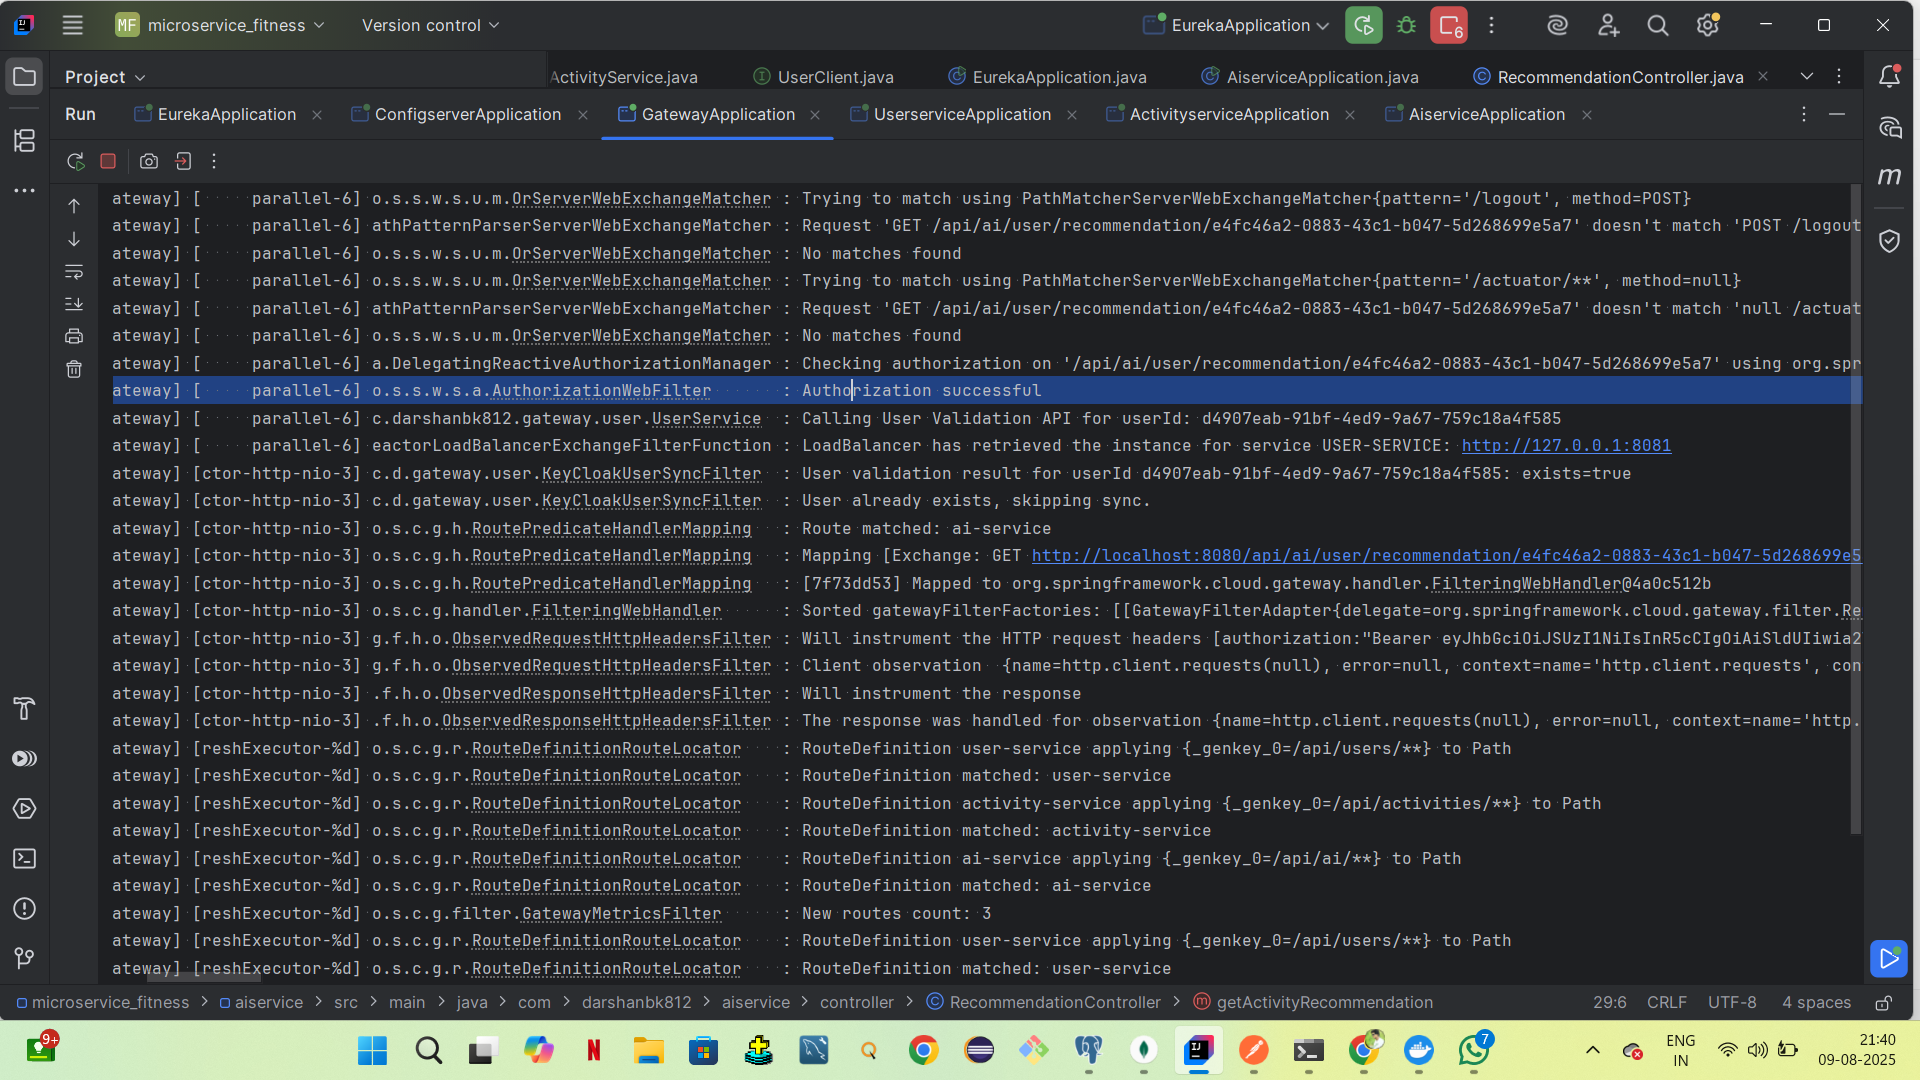 MF microservice_fitness Version control EurekaApplication 6
Project ActivityService.java UserClient.java EurekaApplication.java AiserviceApplication.java RecommendationController.java
Run EurekaApplication ConfigserverApplication GatewayApplication UserserviceApplication ActivityserviceApplication AiserviceApplication
ateway] [ parallel-6] o.s.s.w.s.u.m.OrServerWebExchangeMatcher : Trying to match using PathMatcherServerWebExchangeMatcher{pattern='/logout', method=POST}
ateway] [ parallel-6] athPatternParserServerWebExchangeMatcher : Request 'GET /api/ai/user/recommendation/e4fc46a2-0883-43c1-b047-5d268699e5a7' doesn't match 'POST /logout
ateway] [ parallel-6] o.s.s.w.s.u.m.OrServerWebExchangeMatcher : No matches found
ateway] [ parallel-6] o.s.s.w.s.u.m.OrServerWebExchangeMatcher : Trying to match using PathMatcherServerWebExchangeMatcher{pattern='/actuator/**', method=null}
ateway] [ parallel-6] athPatternParserServerWebExchangeMatcher : Request 'GET /api/ai/user/recommendation/e4fc46a2-0883-43c1-b047-5d268699e5a7' doesn't match 'null /actuat
ateway] [ parallel-6] o.s.s.w.s.u.m.OrServerWebExchangeMatcher : No matches found
ateway] [ parallel-6] a.DelegatingReactiveAuthorizationManager : Checking authorization on '/api/ai/user/recommendation/e4fc46a2-0883-43c1-b047-5d268699e5a7' using org.spr
ateway] [ parallel-6] o.s.s.w.s.a.AuthorizationWebFilter : Authorization successful
ateway] [ parallel-6] c.darshanbk812.gateway.user.UserService : Calling User Validation API for userId: d4907eab-91bf-4ed9-9a67-759c18a4f585
ateway] [ parallel-6] eactorLoadBalancerExchangeFilterFunction : LoadBalancer has retrieved the instance for service USER-SERVICE: http://127.0.0.1:8081
ateway] [ctor-http-nio-3] c.d.gateway.user.KeyCloakUserSyncFilter : User validation result for userId d4907eab-91bf-4ed9-9a67-759c18a4f585: exists=true
ateway] [ctor-http-nio-3] c.d.gateway.user.KeyCloakUserSyncFilter : User already exists, skipping sync.
ateway] [ctor-http-nio-3] o.s.c.g.h.RoutePredicateHandlerMapping : Route matched: ai-service
ateway] [ctor-http-nio-3] o.s.c.g.h.RoutePredicateHandlerMapping : Mapping [Exchange: GET http://localhost:8080/api/ai/user/recommendation/e4fc46a2-0883-43c1-b047-5d268699e5
ateway] [ctor-http-nio-3] o.s.c.g.h.RoutePredicateHandlerMapping : [7f73dd53] Mapped to org.springframework.cloud.gateway.handler.FilteringWebHandler@4a0c512b
ateway] [ctor-http-nio-3] o.s.c.g.handler.FilteringWebHandler : Sorted gatewayFilterFactories: [[GatewayFilterAdapter{delegate=org.springframework.cloud.gateway.filter.Re
ateway] [ctor-http-nio-3] g.f.h.o.ObservedRequestHttpHeadersFilter : Will instrument the HTTP request headers [authorization:"Bearer eyJhbGciOiJSUzI1NiIsInR5cCIgOiAiSldUIiwia2
ateway] [ctor-http-nio-3] g.f.h.o.ObservedRequestHttpHeadersFilter : Client observation {name=http.client.requests(null), error=null, context=name='http.client.requests', con
ateway] [ctor-http-nio-3] .f.h.o.ObservedResponseHttpHeadersFilter : Will instrument the response
ateway] [ctor-http-nio-3] .f.h.o.ObservedResponseHttpHeadersFilter : The response was handled for observation {name=http.client.requests(null), error=null, context=name='http.
ateway] [reshExecutor-%d] o.s.c.g.r.RouteDefinitionRouteLocator : RouteDefinition user-service applying {_genkey_0=/api/users/**} to Path
ateway] [reshExecutor-%d] o.s.c.g.r.RouteDefinitionRouteLocator : RouteDefinition matched: user-service
ateway] [reshExecutor-%d] o.s.c.g.r.RouteDefinitionRouteLocator : RouteDefinition activity-service applying {_genkey_0=/api/activities/**} to Path
ateway] [reshExecutor-%d] o.s.c.g.r.RouteDefinitionRouteLocator : RouteDefinition matched: activity-service
ateway] [reshExecutor-%d] o.s.c.g.r.RouteDefinitionRouteLocator : RouteDefinition ai-service applying {_genkey_0=/api/ai/**} to Path
ateway] [reshExecutor-%d] o.s.c.g.r.RouteDefinitionRouteLocator : RouteDefinition matched: ai-service
ateway] [reshExecutor-%d] o.s.c.g.filter.GatewayMetricsFilter : New routes count: 3
ateway] [reshExecutor-%d] o.s.c.g.r.RouteDefinitionRouteLocator : RouteDefinition user-service applying {_genkey_0=/api/users/**} to Path
ateway] [reshExecutor-%d] o.s.c.g.r.RouteDefinitionRouteLocator : RouteDefinition matched: user-service
microservice_fitness > aiservice > src > main > java > com > darshanbk812 > aiservice > controller > RecommendationController > getActivityRecommendation 29:6 CRLF UTF-8 4 spaces
9+ 7 ENG 21:40
IN 09-08-2025